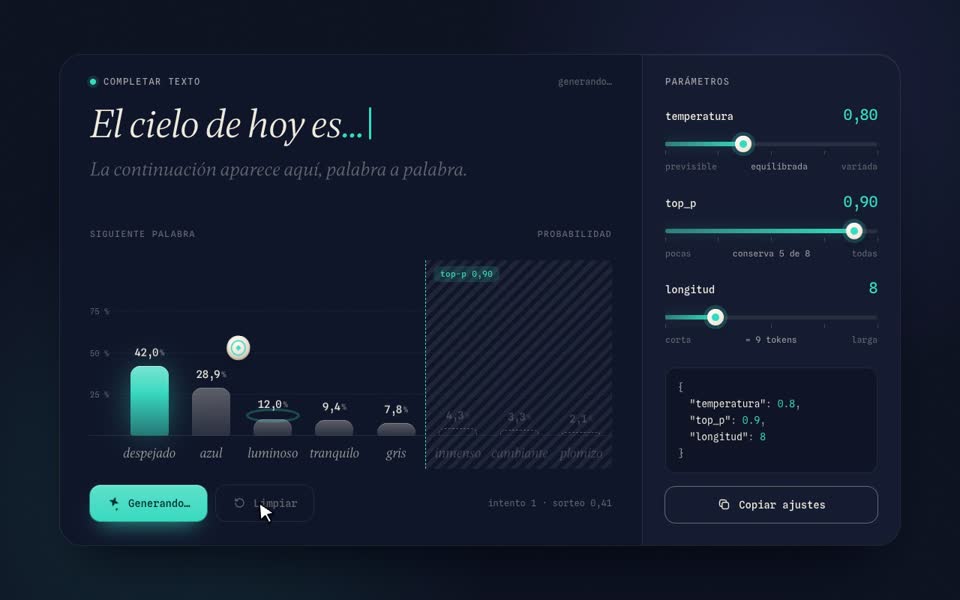 COMPLETAR TEXTO
generando…
El cielo de hoy es…
La continuación aparece aquí, palabra a palabra.
SIGUIENTE PALABRA
PROBABILIDAD
top-p 0,90
75 %
50 %
25 %
42,0%
28,9%
12,0%
9,4%
7,8%
4,3%
3,3%
2,1%
despejado
azul
luminoso
tranquilo
gris
inmenso
cambiante
plomizo
Generando…
Limpiar
intento 1 · sorteo 0,41
PARÁMETROS
temperatura 0,80
previsible equilibrada variada
top_p 0,90
pocas conserva 5 de 8 todas
longitud 8
corta ≈ 9 tokens larga
{
"temperatura": 0.8,
"top_p": 0.9,
"longitud": 8
}
Copiar ajustes